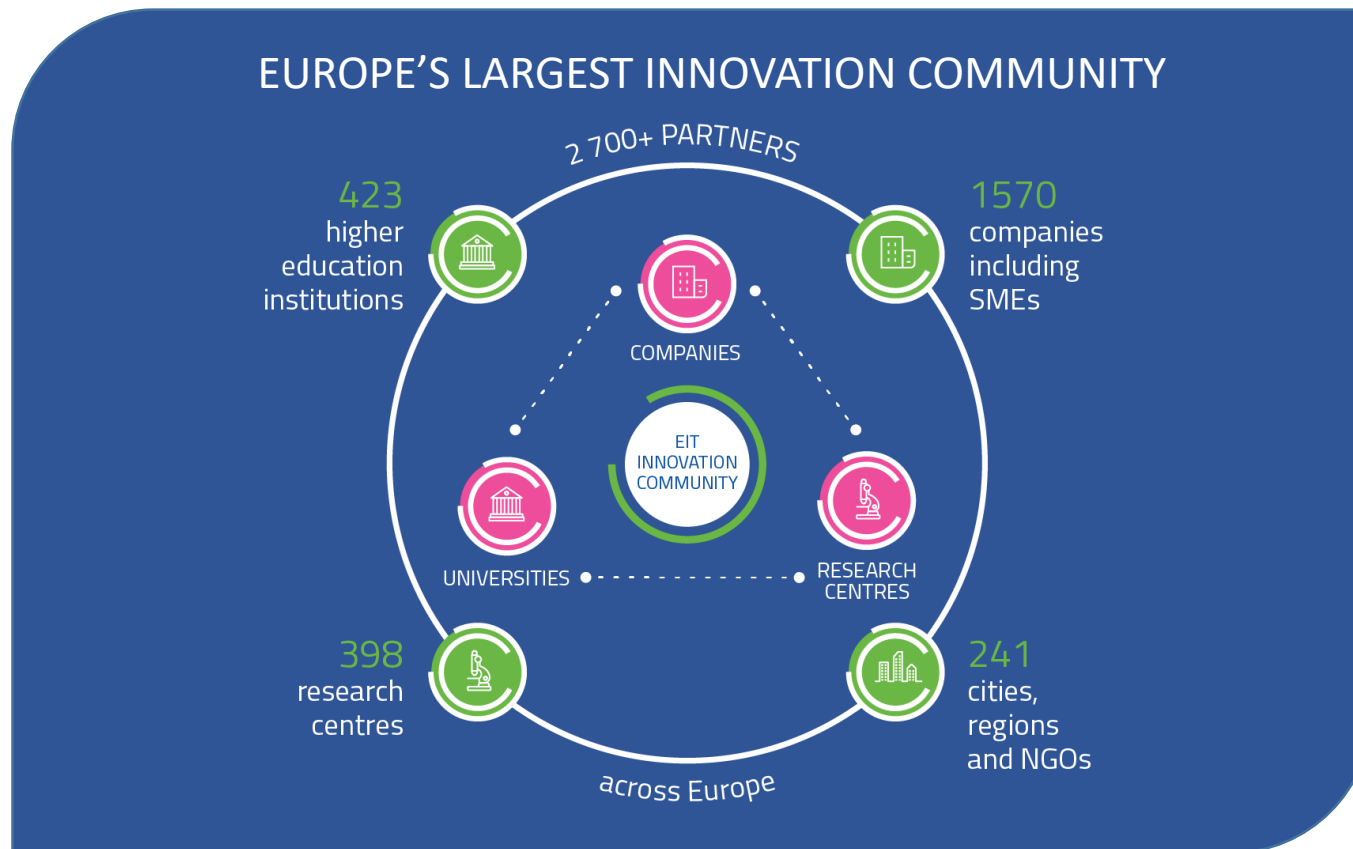 EUROPE’S LARGEST INNOVATION COMMUNITY
2 700+ PARTNERS
423
higher
education
institutions
1570
companies
including
SMEs
COMPANIES
EIT
INNOVATION
COMMUNITY
UNIVERSITIES
RESEARCH
CENTRES
398
research
centres
241
cities,
regions
and NGOs
across Europe